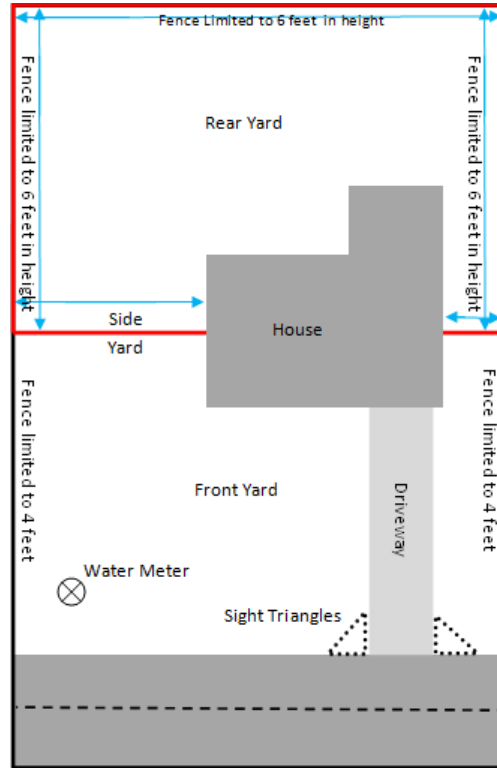 Fence Limited to 6 feet in height
Fence limited to 6 feet in height
Fence limited to 6 feet in height
Rear Yard
Side
Yard
House
Fence limited to 4 feet
Fence limited to 4 feet
Front Yard
Driveway
Water Meter
Sight Triangles